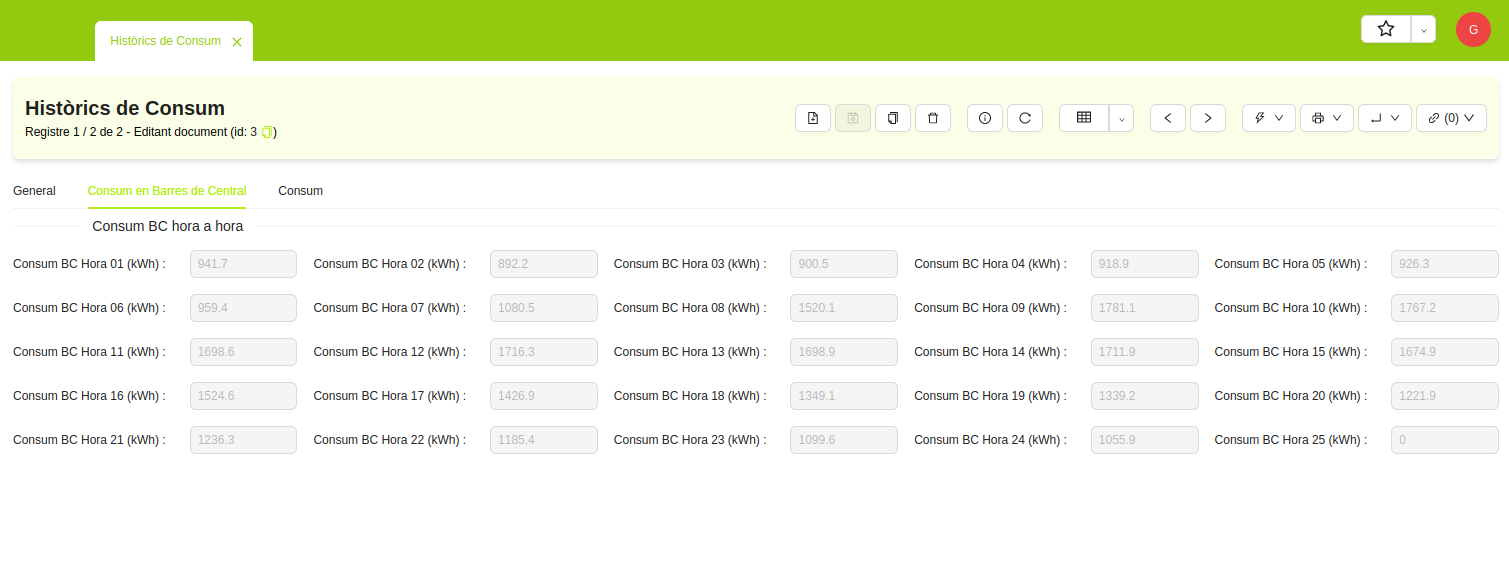 Històrics de Consum
G
Històrics de Consum
Registre 1 / 2 de 2 - Editant document (id: 3 )
(0)
General Consum en Barres de Central Consum
Consum BC hora a hora
Consum BC Hora 01 (kWh) : 941.7 Consum BC Hora 02 (kWh) : 892.2 Consum BC Hora 03 (kWh) : 900.5 Consum BC Hora 04 (kWh) : 918.9 Consum BC Hora 05 (kWh) : 926.3
Consum BC Hora 06 (kWh) : 959.4 Consum BC Hora 07 (kWh) : 1080.5 Consum BC Hora 08 (kWh) : 1520.1 Consum BC Hora 09 (kWh) : 1781.1 Consum BC Hora 10 (kWh) : 1767.2
Consum BC Hora 11 (kWh) : 1698.6 Consum BC Hora 12 (kWh) : 1716.3 Consum BC Hora 13 (kWh) : 1698.9 Consum BC Hora 14 (kWh) : 1711.9 Consum BC Hora 15 (kWh) : 1674.9
Consum BC Hora 16 (kWh) : 1524.6 Consum BC Hora 17 (kWh) : 1426.9 Consum BC Hora 18 (kWh) : 1349.1 Consum BC Hora 19 (kWh) : 1339.2 Consum BC Hora 20 (kWh) : 1221.9
Consum BC Hora 21 (kWh) : 1236.3 Consum BC Hora 22 (kWh) : 1185.4 Consum BC Hora 23 (kWh) : 1099.6 Consum BC Hora 24 (kWh) : 1055.9 Consum BC Hora 25 (kWh) : 0